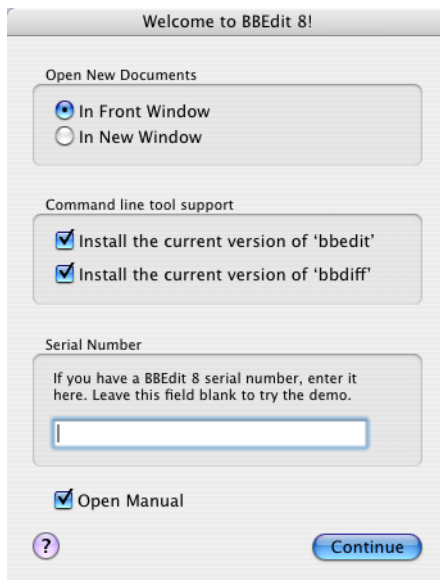 Welcome to BBEdit 8!
Open New Documents
In Front Window
In New Window
Command line tool support
Install the current version of ‘bbedit’
Install the current version of ‘bbdiff’
Serial Number
If you have a BBEdit 8 serial number, enter it
here. Leave this field blank to try the demo.
Open Manual
?
Continue